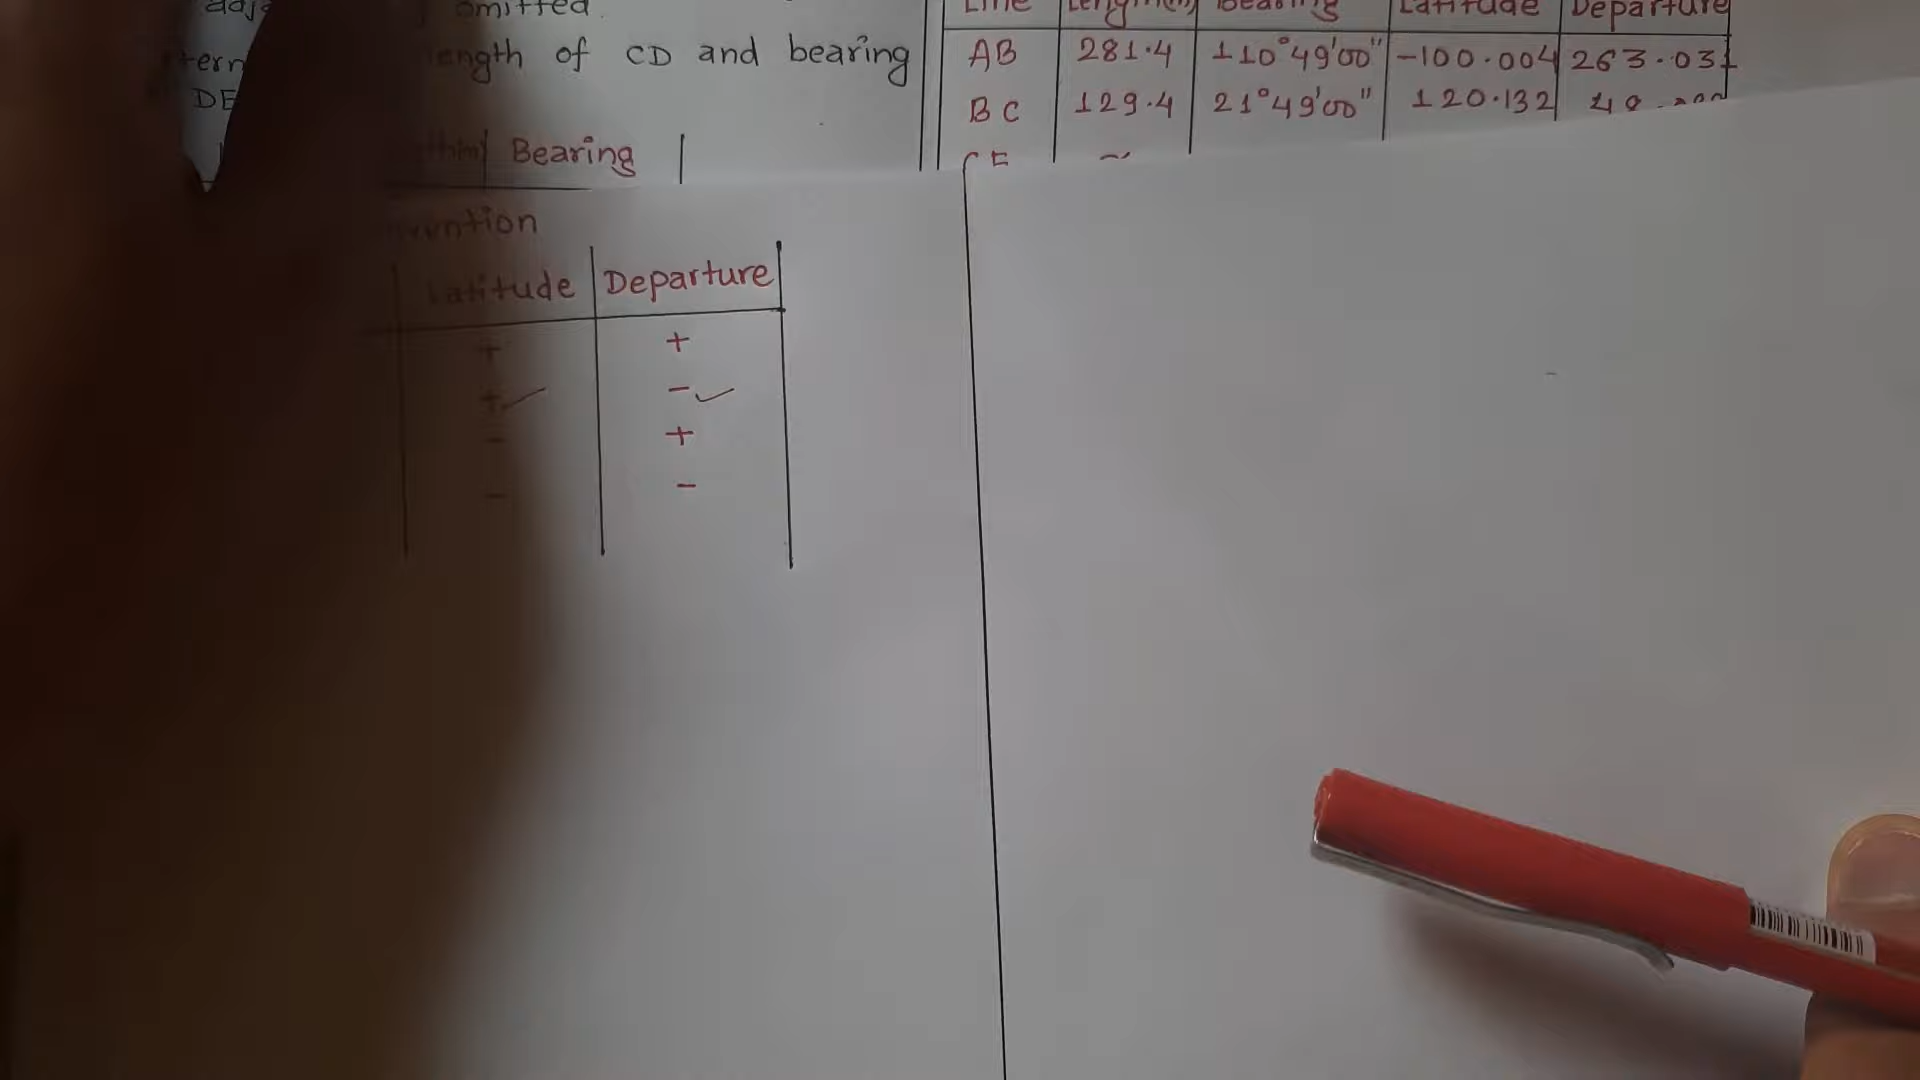 omitted.
length of CD and bearing
DE
Bearing
Line Length(m) Bearing Latitude Departure
AB 281.4 110°49'00" -100.004 263.031
BC 129.4 21°49'00" 120.132
Latitude Departure
+ +
+✓ -✓
- +
- -